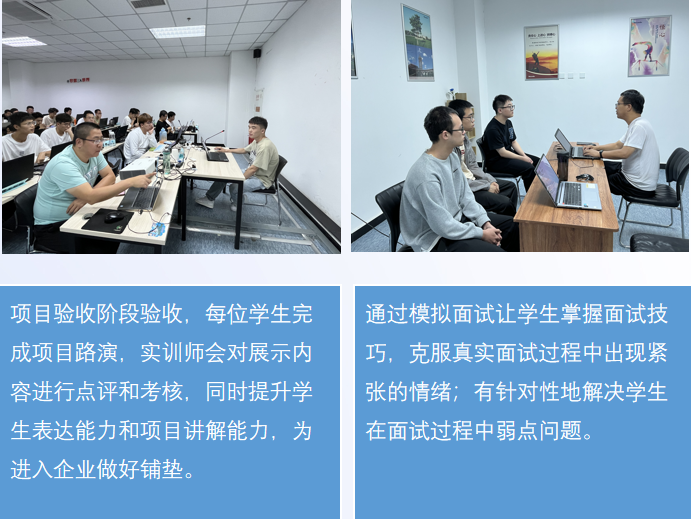 项目验收阶段验收，每位学生完
成项目路演，实训师会对展示内
容进行点评和考核，同时提升学
生表达能力和项目讲解能力，为
进入企业做好铺垫。
通过模拟面试让学生掌握面试技
巧，克服真实面试过程中出现紧
张的情绪；有针对性地解决学生
在面试过程中弱点问题。